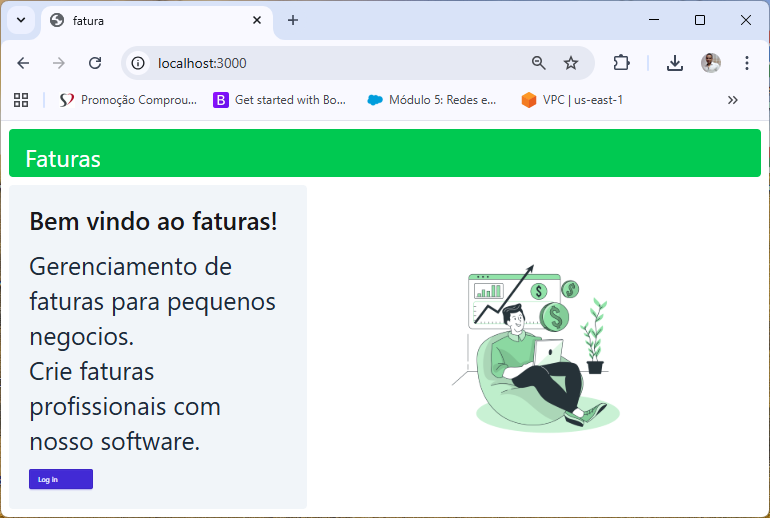 fatura
localhost:3000
Promoção Comprou...
Get started with Bo...
Módulo 5: Redes e...
VPC | us-east-1
Faturas
Bem vindo ao faturas!
Gerenciamento de
faturas para pequenos
negocios.
Crie faturas
profissionais com
nosso software.
Log in
$
$
$